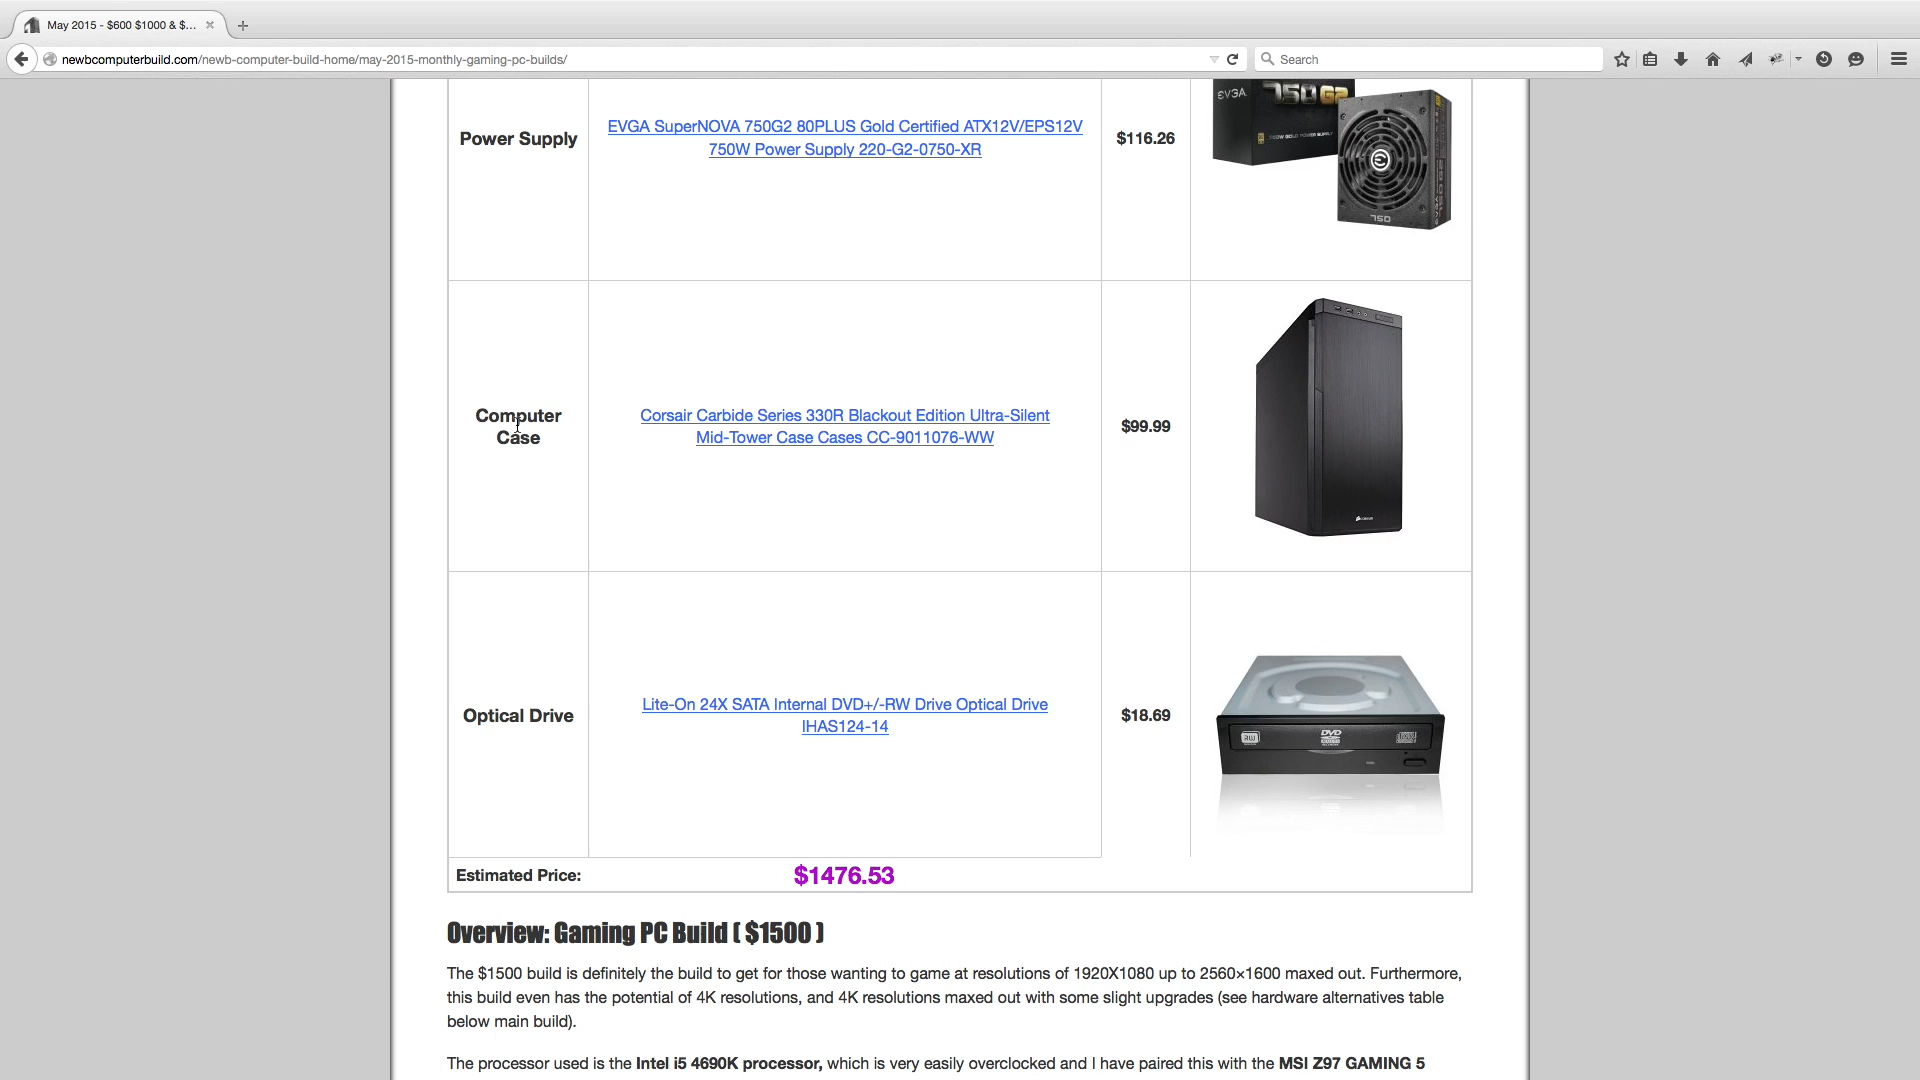 May 2015 - $600 $1000 & $...
newbcomputerbuild.com/newb-computer-build-home/may-2015-monthly-gaming-pc-builds/
Search
Power Supply
EVGA SuperNOVA 750G2 80PLUS Gold Certified ATX12V/EPS12V
750W Power Supply 220-G2-0750-XR
$116.26
EVGA
750 G2
750
Computer
Case
Corsair Carbide Series 330R Blackout Edition Ultra-Silent
Mid-Tower Case Cases CC-9011076-WW
$99.99
Optical Drive
Lite-On 24X SATA Internal DVD+/-RW Drive Optical Drive
IHAS124-14
$18.69
RW
DVD
Estimated Price:
$1476.53
Overview: Gaming PC Build ( $1500 )
The $1500 build is definitely the build to get for those wanting to game at resolutions of 1920X1080 up to 2560×1600 maxed out. Furthermore,
this build even has the potential of 4K resolutions, and 4K resolutions maxed out with some slight upgrades (see hardware alternatives table
below main build).
The processor used is the Intel i5 4690K processor, which is very easily overclocked and I have paired this with the MSI Z97 GAMING 5